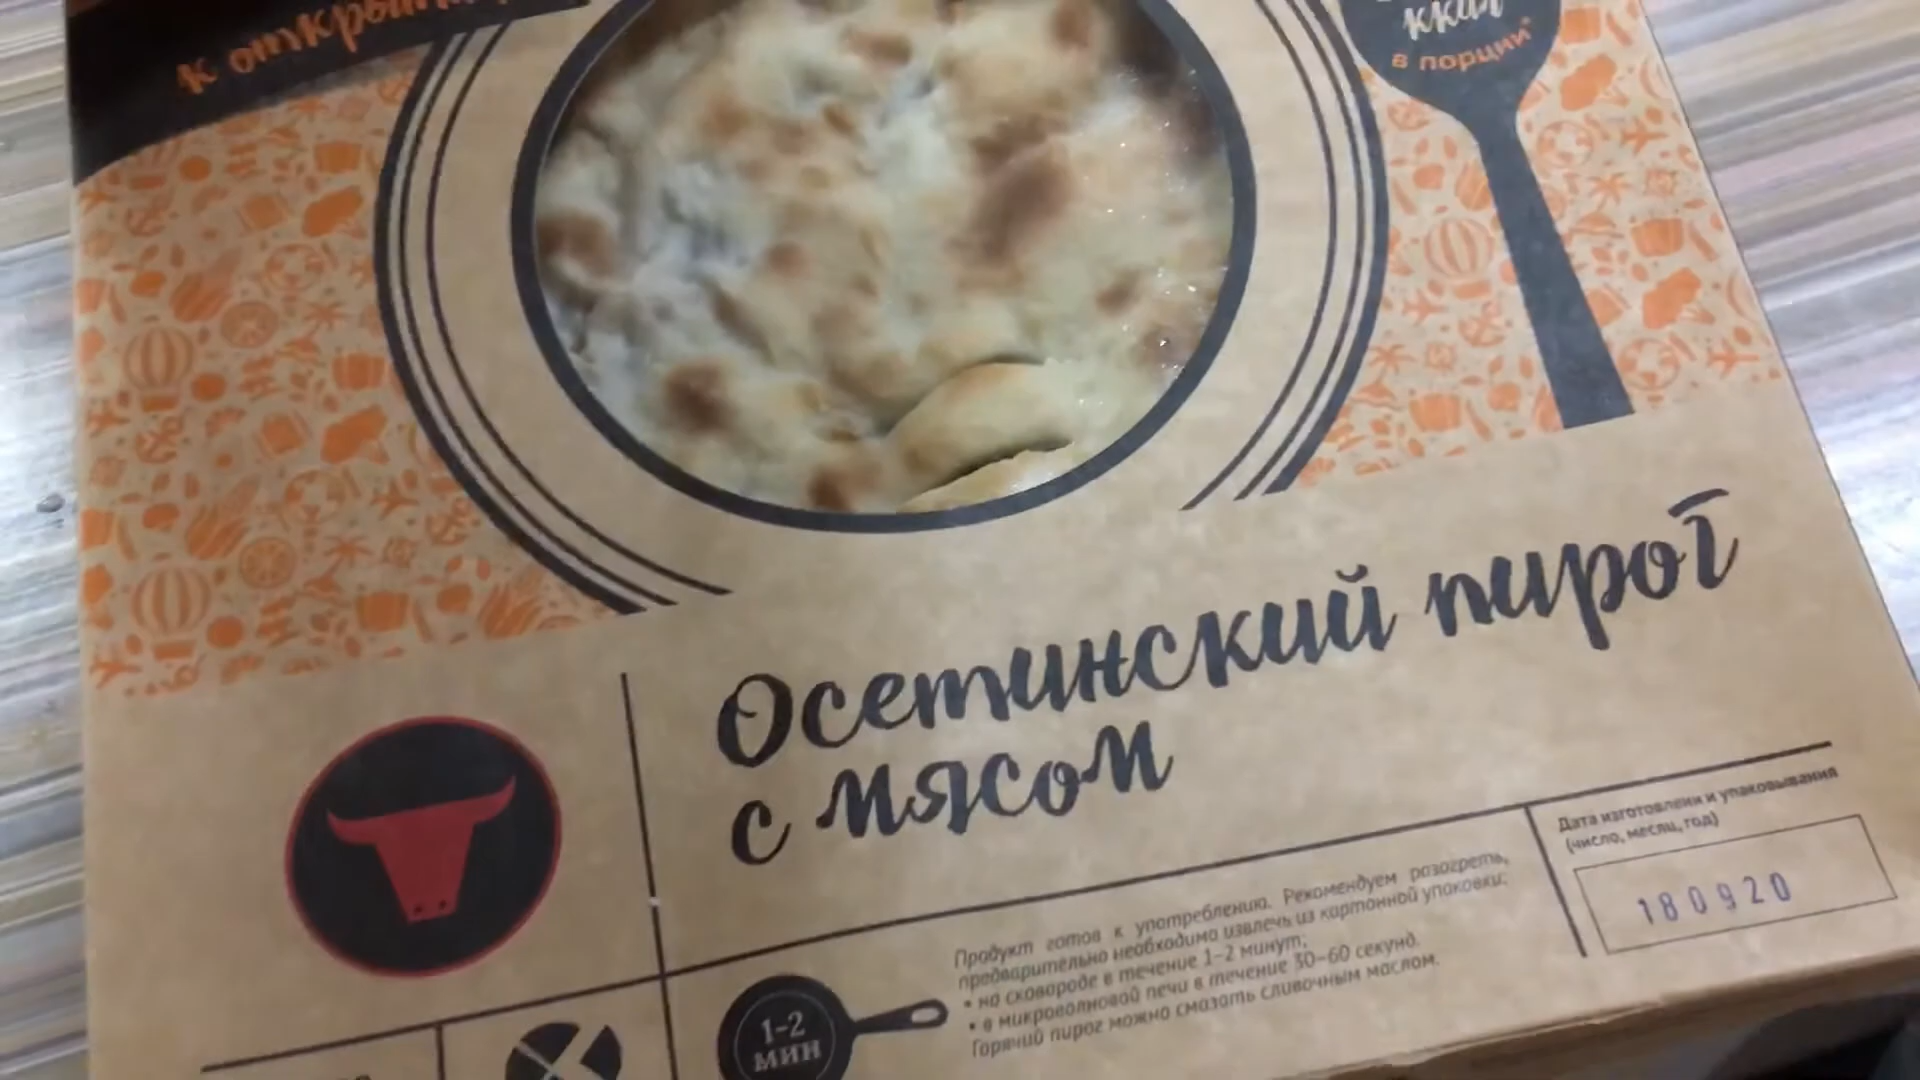 к
ккал
в порции*
Осетинский пирог
с мясом
Дата изготовлени и упаковывания
(число, месяц, год)
180920
Продукт готов к употреблению. Рекомендуем разогреть,
предварительно необходимо извлечь из картонной упаковки:
• на сковороде в течение 1–2 минут;
• в микроволновой печи в течение 30–60 секунд.
Горячий пирог можно смазать сливочным маслом.
1-2
МИН